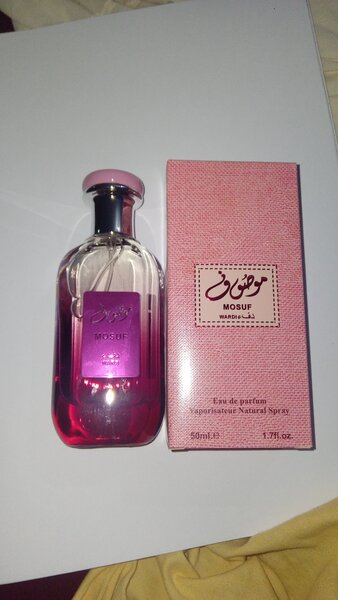 موصوف
MOSUF
موصوف
MOSUF
WARDI
Eau de parfum
Vaporisateur Natural Spray
50ml.℮ 1.7fl.oz.